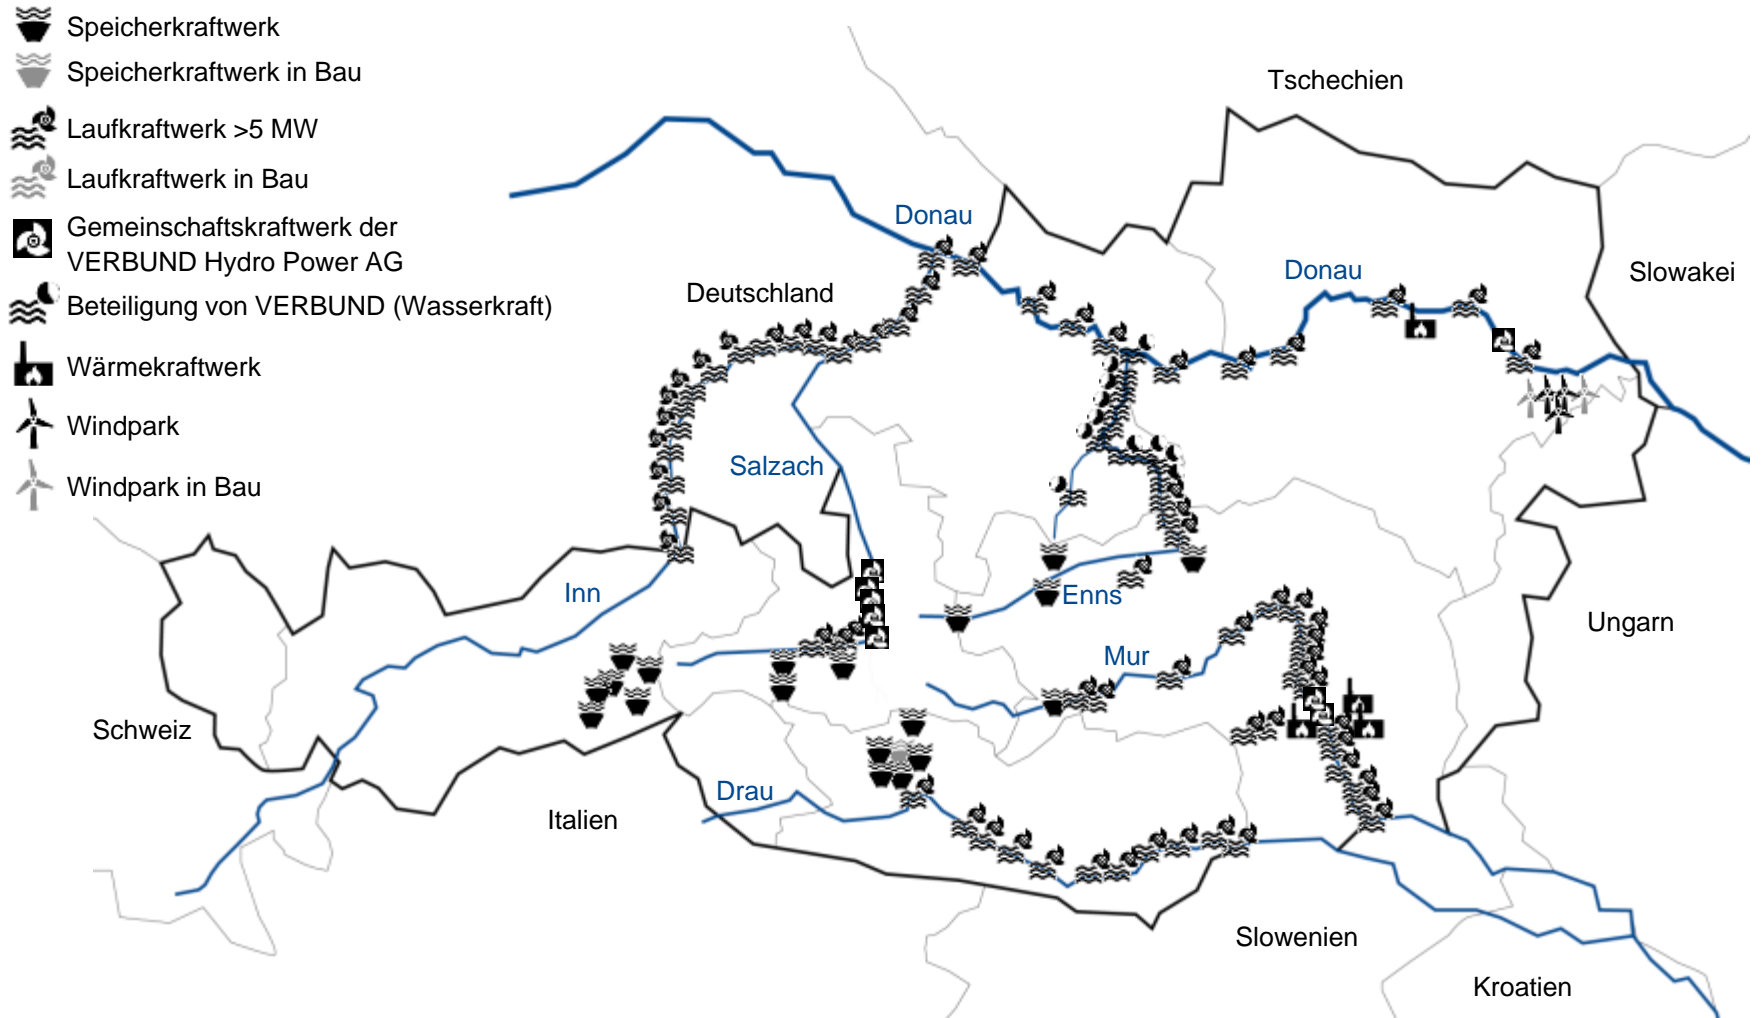 Speicherkraftwerk
Speicherkraftwerk in Bau
Laufkraftwerk >5 MW
Laufkraftwerk in Bau
Gemeinschaftskraftwerk der
VERBUND Hydro Power AG
Beteiligung von VERBUND (Wasserkraft)
Wärmekraftwerk
Windpark
Windpark in Bau
Tschechien
Donau
Donau
Slowakei
Deutschland
Salzach
Inn
Enns
Ungarn
Mur
Schweiz
Drau
Italien
Slowenien
Kroatien